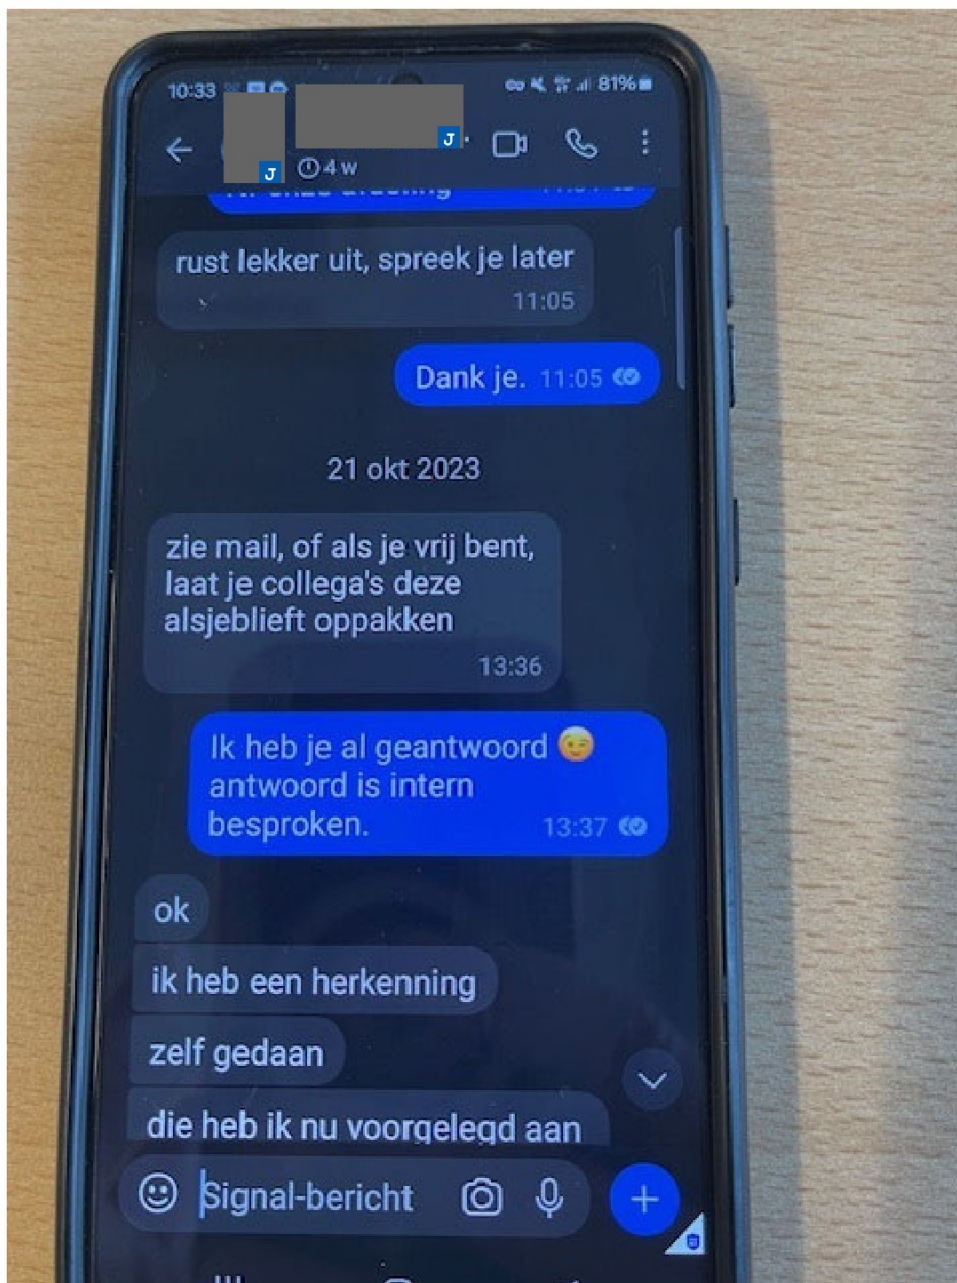 10:33
81%
J
J
4 w
rust lekker uit, spreek je later
11:05
Dank je. 11:05
21 okt 2023
zie mail, of als je vrij bent,
laat je collega's deze
alsjeblieft oppakken
13:36
Ik heb je al geantwoord 😉
antwoord is intern
besproken. 13:37
ok
ik heb een herkenning
zelf gedaan
die heb ik nu voorgelegd aan
Signal-bericht